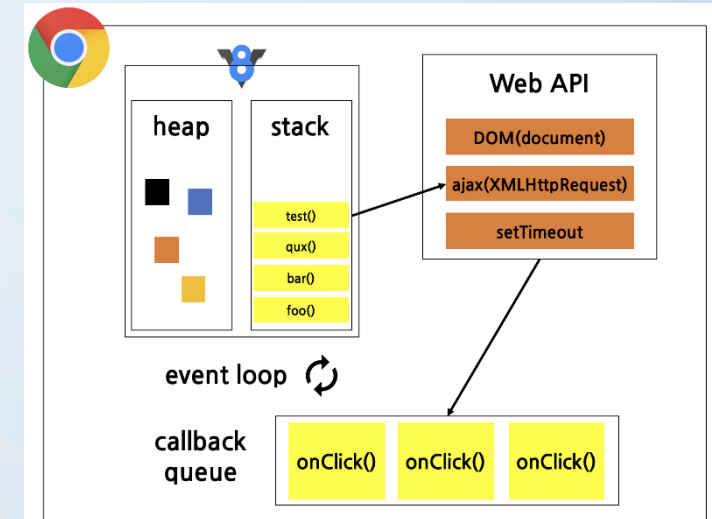 heap
stack
test()
qux()
bar()
foo()
Web API
DOM(document)
ajax(XMLHttpRequest)
setTimeout
event loop
callback
queue
onClick()
onClick()
onClick()